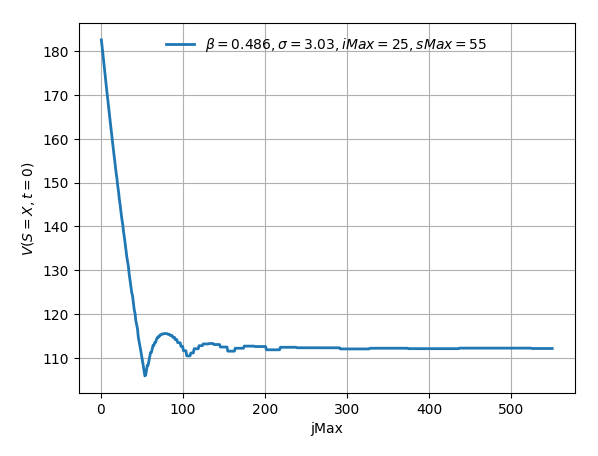 β = 0.486, σ = 3.03, iMax = 25, sMax = 55
V(S = X, t = 0)
180
170
160
150
140
130
120
110
0 100 200 300 400 500
jMax